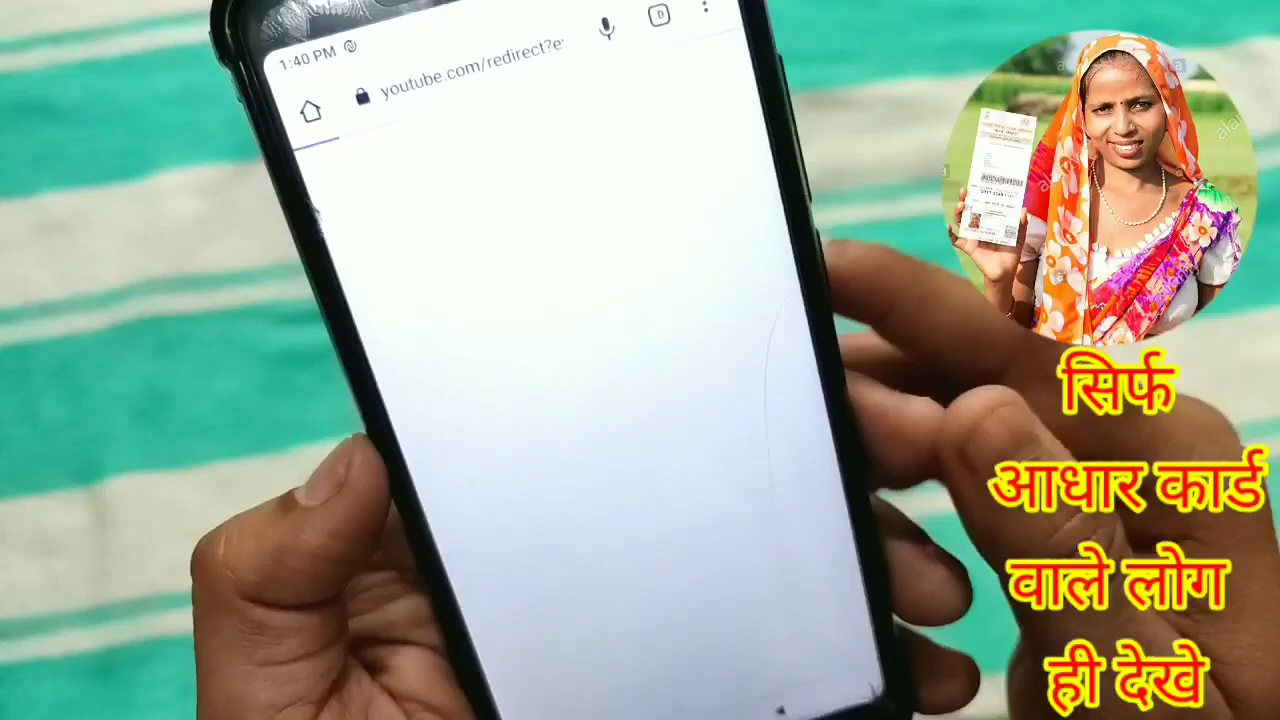 1:40 PM
youtube.com/redirect?e
सिर्फ
आधार कार्ड
वाले लोग
ही देखे